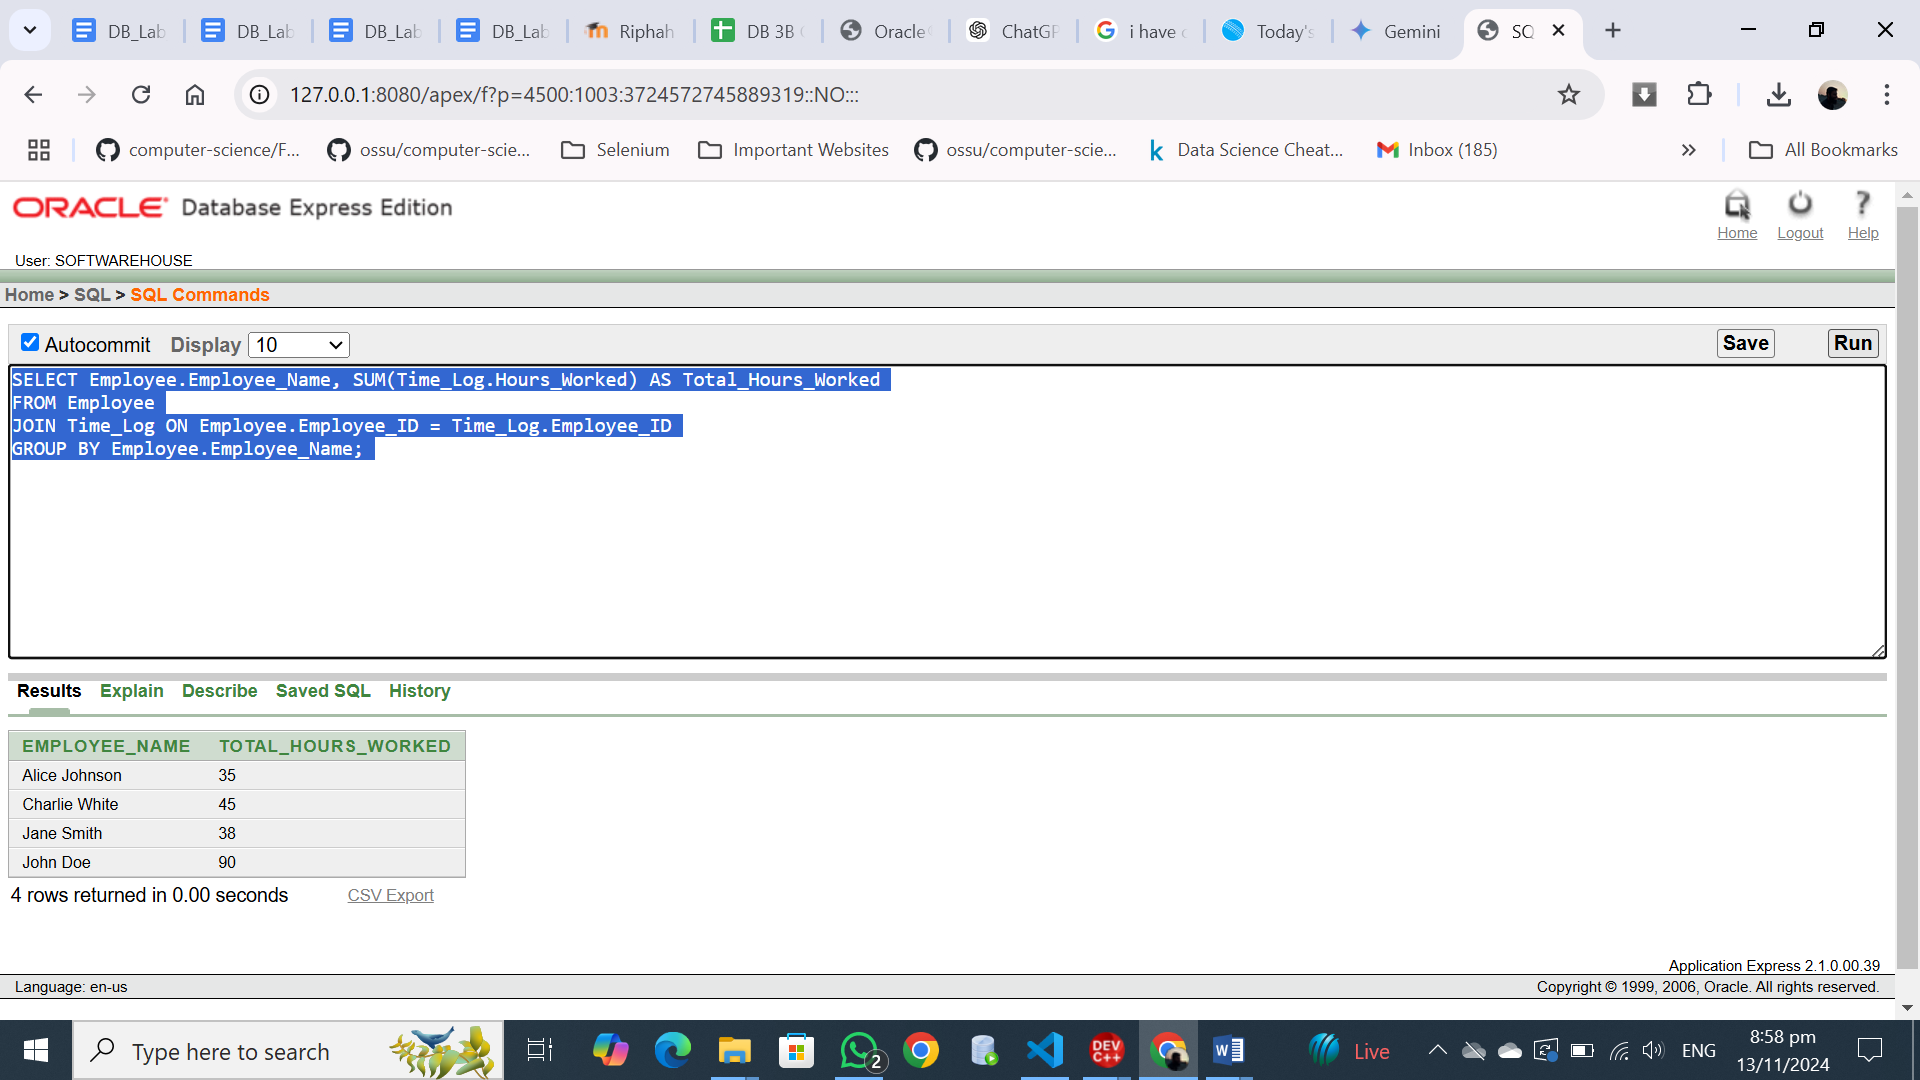 DB_Lab DB_Lab DB_Lab DB_Lab Riphah DB 3B Oracle ChatGP i have Today's Gemini SQ
127.0.0.1:8080/apex/f?p=4500:1003:3724572745889319::NO:::
computer-science/F... ossu/computer-scie... Selenium Important Websites ossu/computer-scie... Data Science Cheat... Inbox (185) » All Bookmarks
ORACLE Database Express Edition
Home Logout Help
User: SOFTWAREHOUSE
Home > SQL > SQL Commands
Autocommit Display 10 Save Run
SELECT Employee.Employee_Name, SUM(Time_Log.Hours_Worked) AS Total_Hours_Worked
FROM Employee
JOIN Time_Log ON Employee.Employee_ID = Time_Log.Employee_ID
GROUP BY Employee.Employee_Name;
Results Explain Describe Saved SQL History
EMPLOYEE_NAME TOTAL_HOURS_WORKED
Alice Johnson 35
Charlie White 45
Jane Smith 38
John Doe 90
4 rows returned in 0.00 seconds CSV Export
Application Express 2.1.0.00.39
Language: en-us Copyright © 1999, 2006, Oracle. All rights reserved.
Type here to search 2 DEV C++ Live ENG 8:58 pm
13/11/2024